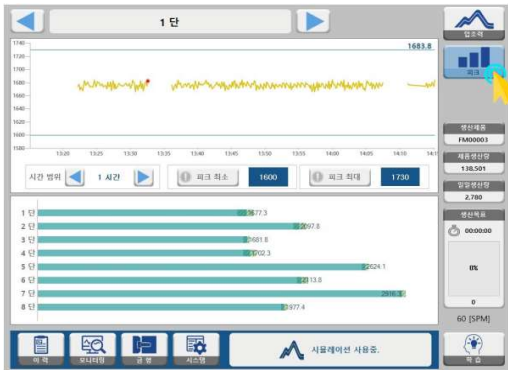 1 단
압조력
1683.8
1740
1720
1700
1680
1660
1640
1620
1600
1580
13:20 13:25 13:30 13:35 13:40 13:45 13:50 13:55 14:00 14:05 14:10 14:15
피크
시간 범위 1 시간 피크 최소 1600 피크 최대 1730
생산제품
FM00003
제품생산량
138,501
일일생산량
2,780
생산목표
00:00:00
0%
0
60 [SPM]
1 단 1677.3
2 단 2097.8
3 단 1681.8
4 단 1702.3
5 단 2624.1
6 단 2213.8
7 단 2916.3
8 단 1977.4
이 력 모니터링 금 형 시스템 시뮬레이션 사용중. 학 습